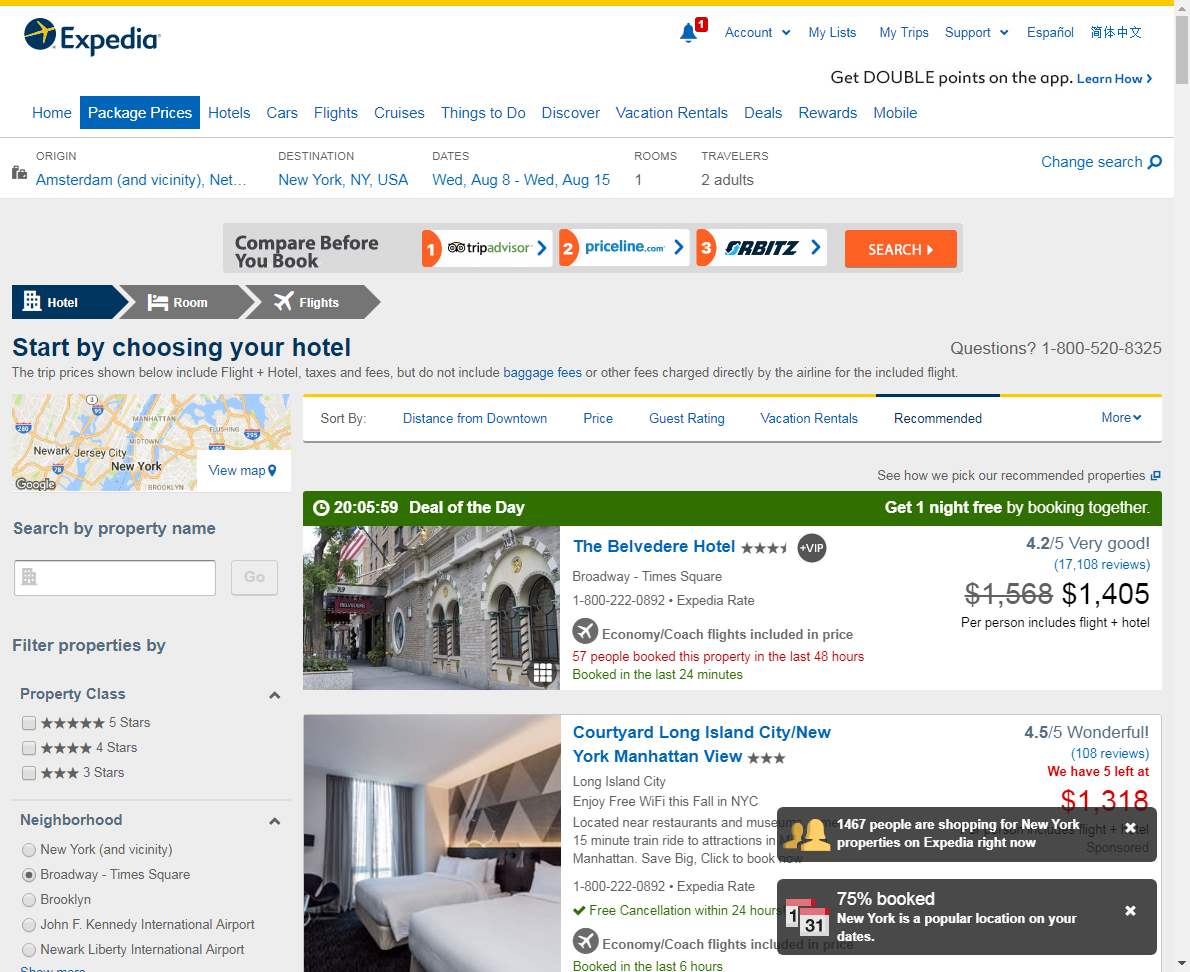 Expedia
1
Account
My Lists
My Trips
Support
Español
简体中文
Get DOUBLE points on the app. Learn How
Home
Package Prices
Hotels
Cars
Flights
Cruises
Things to Do
Discover
Vacation Rentals
Deals
Rewards
Mobile
ORIGIN
Amsterdam (and vicinity), Net...
DESTINATION
New York, NY, USA
DATES
Wed, Aug 8 - Wed, Aug 15
ROOMS
1
TRAVELERS
2 adults
Change search
Compare Before
You Book
1 tripadvisor
2 priceline.com
3 ORBITZ
SEARCH
Hotel
Room
Flights
Start by choosing your hotel
Questions? 1-800-520-8325
The trip prices shown below include Flight + Hotel, taxes and fees, but do not include baggage fees or other fees charged directly by the airline for the included flight.
3
95
MANHATTAN
280
FLUSHING
MIDTOWN
295
Newark
Jersey City
495
78
New York
Google
BROOKLYN
View map
Sort By:
Distance from Downtown
Price
Guest Rating
Vacation Rentals
Recommended
More
See how we pick our recommended properties
Search by property name
Go
Filter properties by
Property Class
5 Stars
4 Stars
3 Stars
Neighborhood
New York (and vicinity)
Broadway - Times Square
Brooklyn
John F. Kennedy International Airport
Newark Liberty International Airport
Show more
20:05:59 Deal of the Day
Get 1 night free by booking together.
BELVEDERE
The Belvedere Hotel
+VIP
Broadway - Times Square
1-800-222-0892 • Expedia Rate
Economy/Coach flights included in price
57 people booked this property in the last 48 hours
Booked in the last 24 minutes
4.2/5 Very good!
(17,108 reviews)
$1,568 $1,405
Per person includes flight + hotel
Courtyard Long Island City/New
York Manhattan View
Long Island City
Enjoy Free WiFi this Fall in NYC
Located near restaurants and museums
15 minute train ride to attractions in
Manhattan. Save Big, Click to book now
1-800-222-0892 • Expedia Rate
Free Cancellation within 24 hours
Economy/Coach flights included in price
Booked in the last 6 hours
4.5/5 Wonderful!
(108 reviews)
We have 5 left at
$1,318
Per person includes flight + hotel
Sponsored
1467 people are shopping for New York
properties on Expedia right now
1
31
75% booked
New York is a popular location on your
dates.